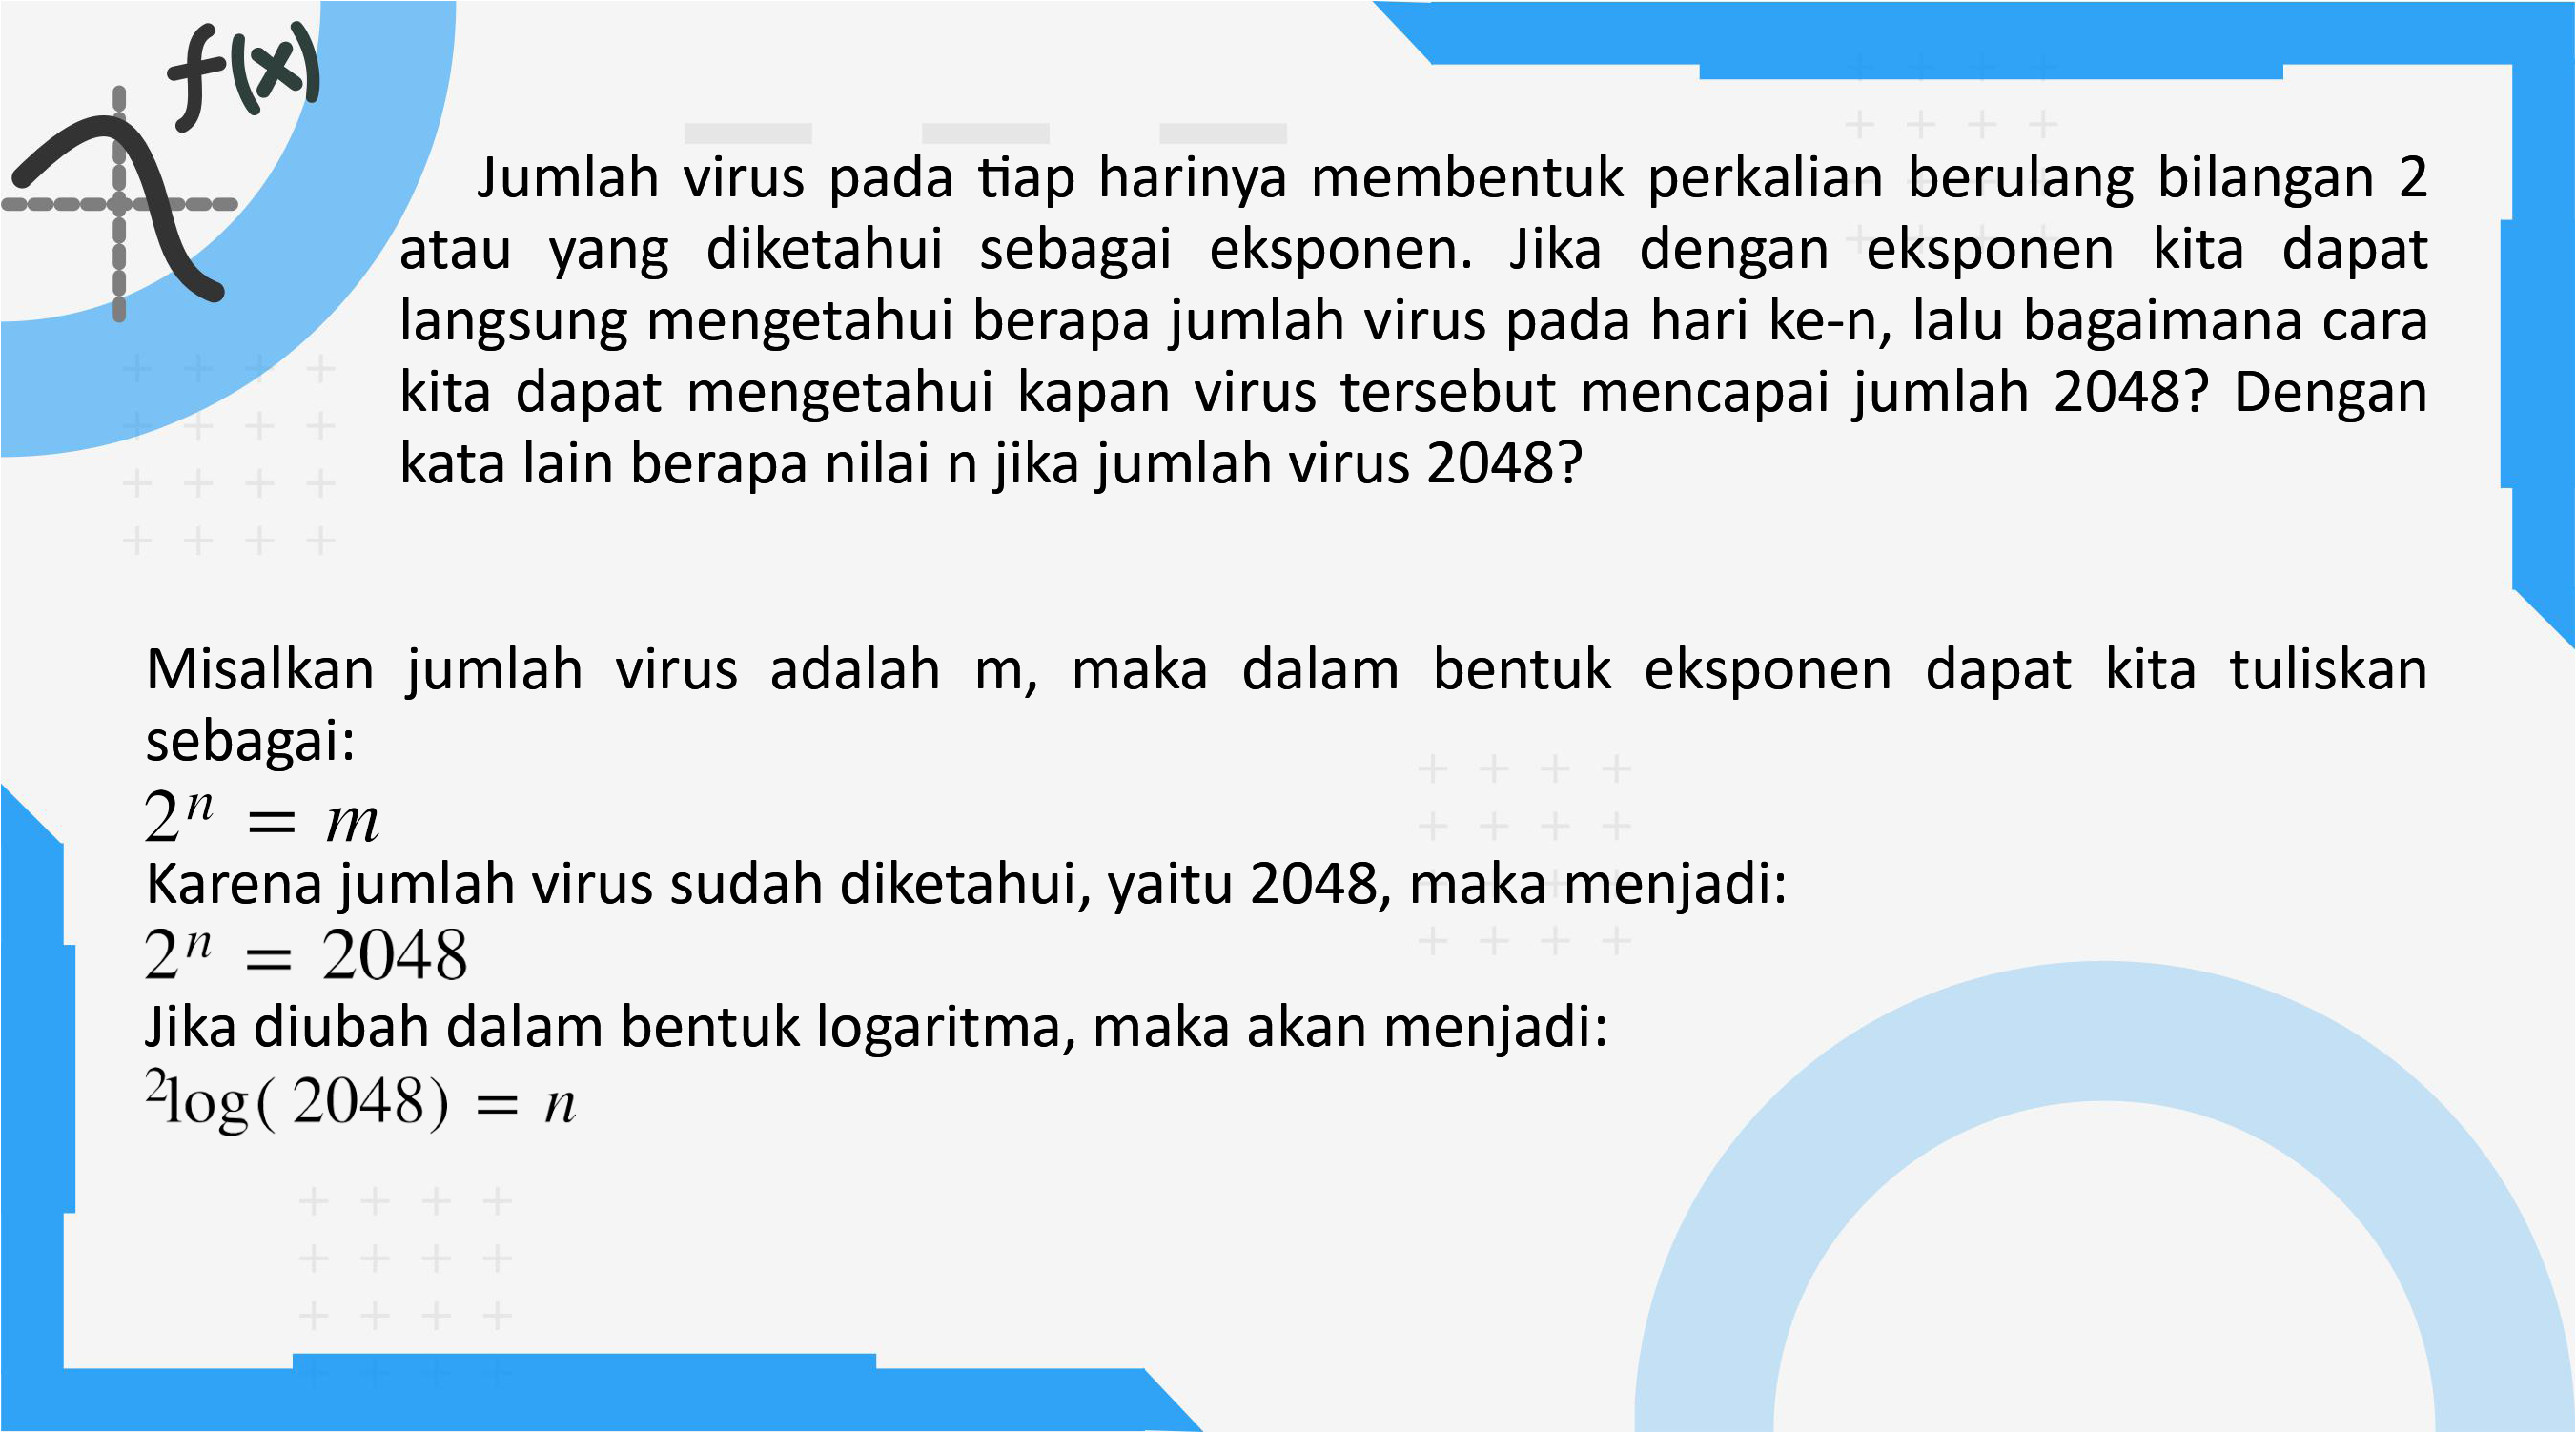 f(x)
Jumlah virus pada tiap harinya membentuk perkalian berulang bilangan 2
atau yang diketahui sebagai eksponen. Jika dengan eksponen kita dapat
langsung mengetahui berapa jumlah virus pada hari ke-n, lalu bagaimana cara
kita dapat mengetahui kapan virus tersebut mencapai jumlah 2048? Dengan
kata lain berapa nilai n jika jumlah virus 2048?
Misalkan jumlah virus adalah m, maka dalam bentuk eksponen dapat kita tuliskan
sebagai:
2ⁿ = m
Karena jumlah virus sudah diketahui, yaitu 2048, maka menjadi:
2ⁿ = 2048
Jika diubah dalam bentuk logaritma, maka akan menjadi:
²log( 2048) = n